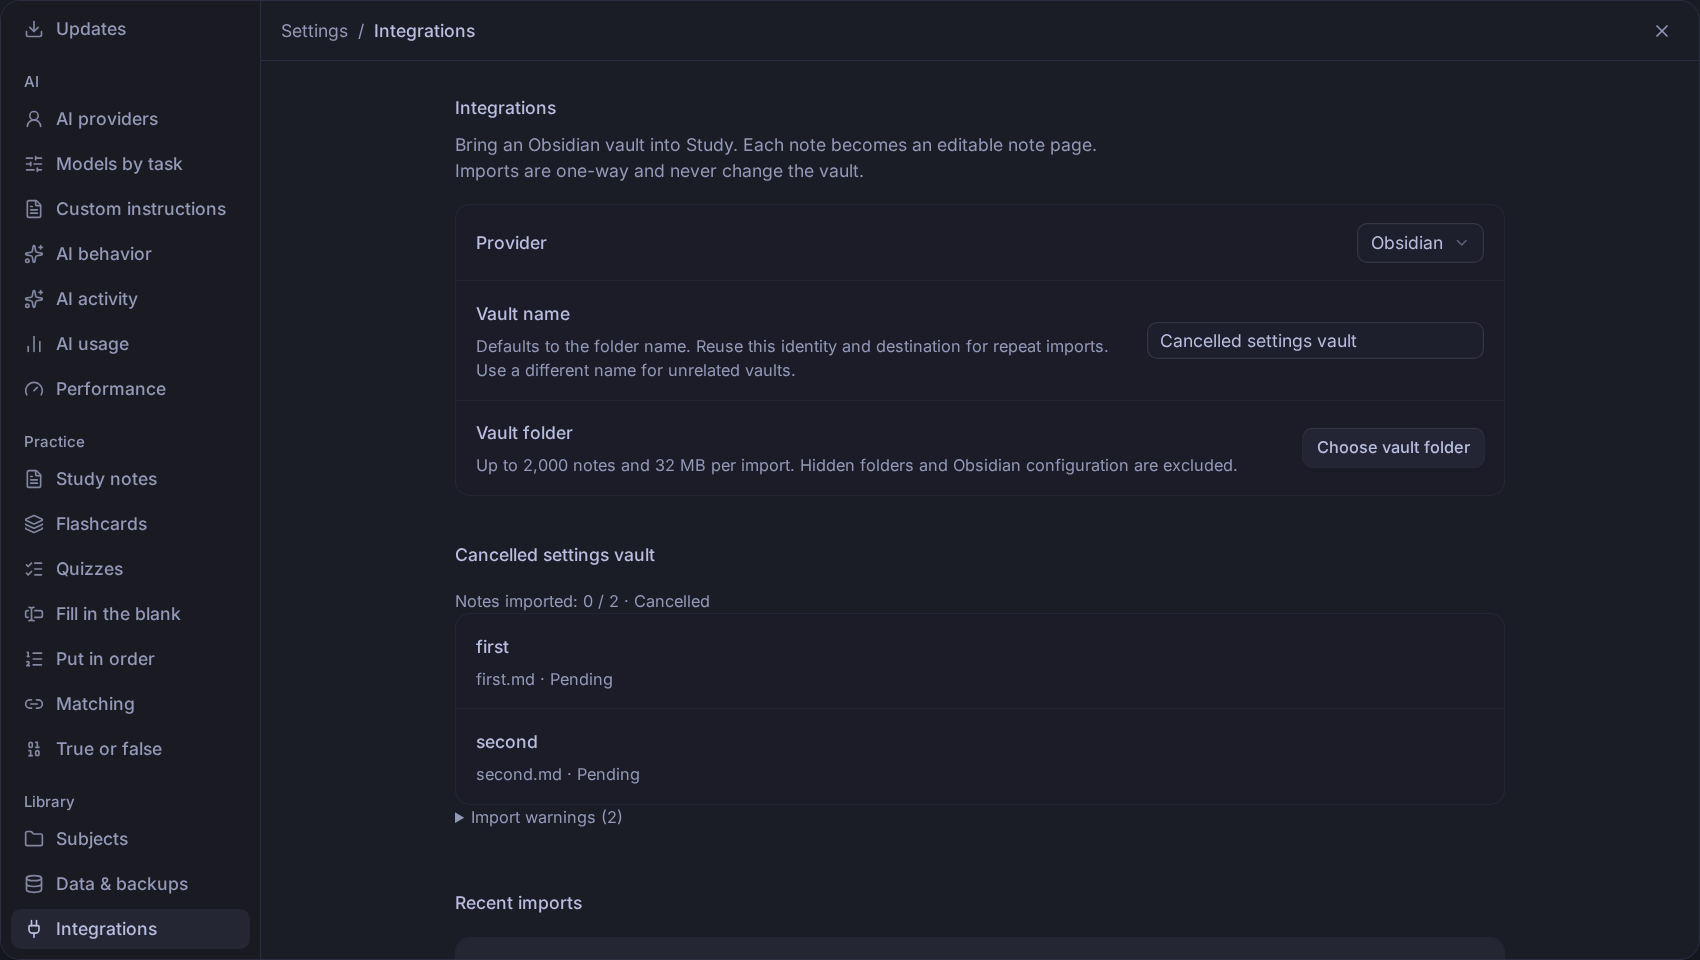 Updates
AI
AI providers
Models by task
Custom instructions
AI behavior
AI activity
AI usage
Performance
Practice
Study notes
Flashcards
Quizzes
Fill in the blank
Put in order
Matching
True or false
Library
Subjects
Data & backups
Integrations
Settings / Integrations
Integrations
Bring an Obsidian vault into Study. Each note becomes an editable note page.
Imports are one-way and never change the vault.
Provider
Obsidian
Vault name
Defaults to the folder name. Reuse this identity and destination for repeat imports.
Use a different name for unrelated vaults.
Cancelled settings vault
Vault folder
Up to 2,000 notes and 32 MB per import. Hidden folders and Obsidian configuration are excluded.
Choose vault folder
Cancelled settings vault
Notes imported: 0 / 2 · Cancelled
first
first.md · Pending
second
second.md · Pending
Import warnings (2)
Recent imports